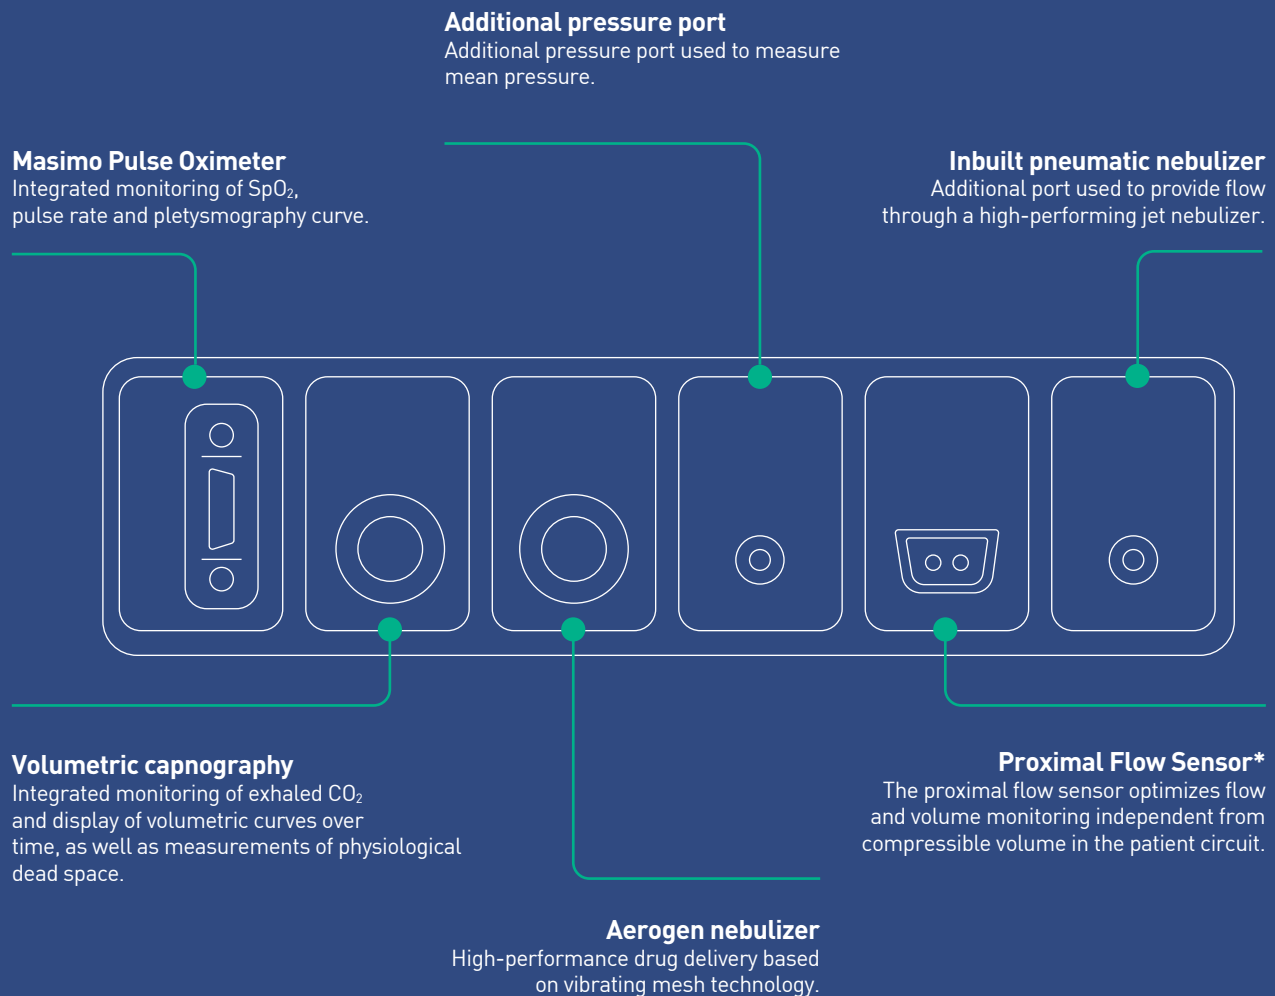 Additional pressure port
Additional pressure port used to measure
mean pressure.
Masimo Pulse Oximeter
Integrated monitoring of SpO₂,
pulse rate and pletysmography curve.
Inbuilt pneumatic nebulizer
Additional port used to provide flow
through a high-performing jet nebulizer.
Volumetric capnography
Integrated monitoring of exhaled CO₂
and display of volumetric curves over
time, as well as measurements of physiological
dead space.
Proximal Flow Sensor*
The proximal flow sensor optimizes flow
and volume monitoring independent from
compressible volume in the patient circuit.
Aerogen nebulizer
High-performance drug delivery based
on vibrating mesh technology.